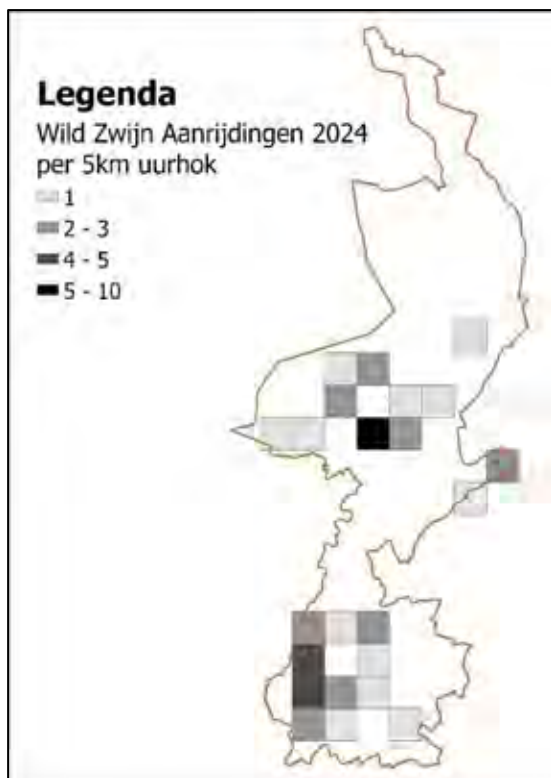 Legenda
Wild Zwijn Aanrijdingen 2024
per 5km uurhok
1
2 - 3
4 - 5
5 - 10